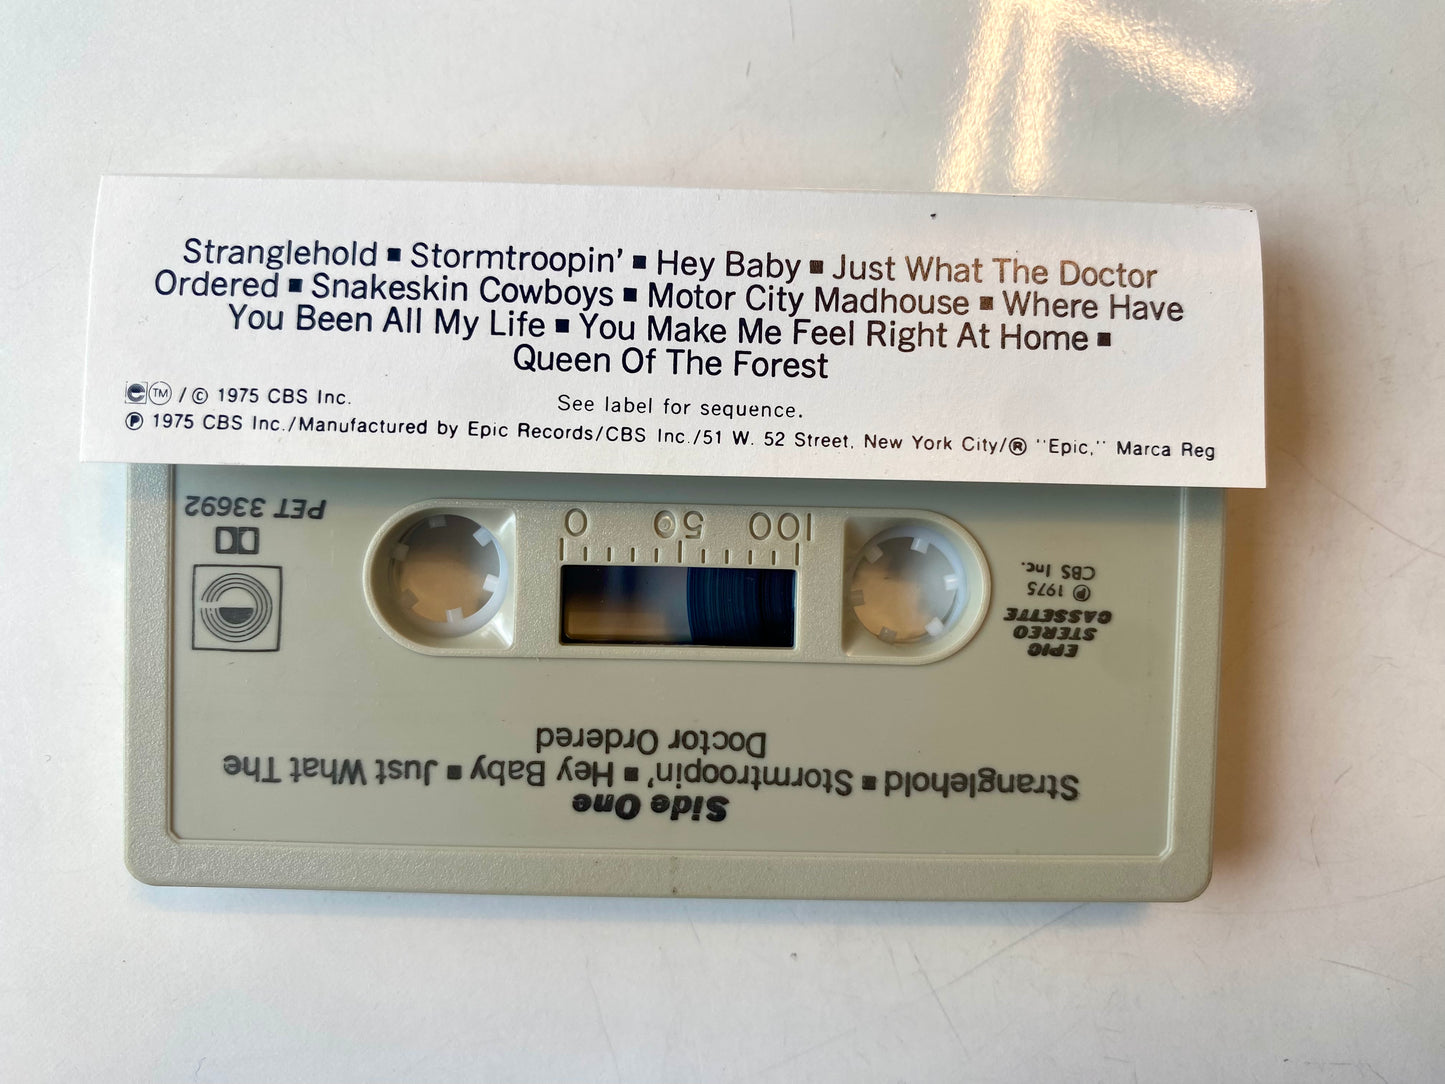 Stranglehold ▪ Stormtroopin' ▪ Hey Baby ▪ Just What The Doctor
Ordered ▪ Snakeskin Cowboys ▪ Motor City Madhouse ▪ Where Have
You Been All My Life ▪ You Make Me Feel Right At Home ▪
Queen Of The Forest
e TM / © 1975 CBS Inc.
See label for sequence.
℗ 1975 CBS Inc./Manufactured by Epic Records/CBS Inc./51 W. 52 Street, New York City/® "Epic," Marca Reg
Side One
Stranglehold ▪ Stormtroopin' ▪ Hey Baby ▪ Just What The
Doctor Ordered
EPIC
STEREO
CASSETTE
℗ 1975
CBS Inc.
100 50 0
PET 33692